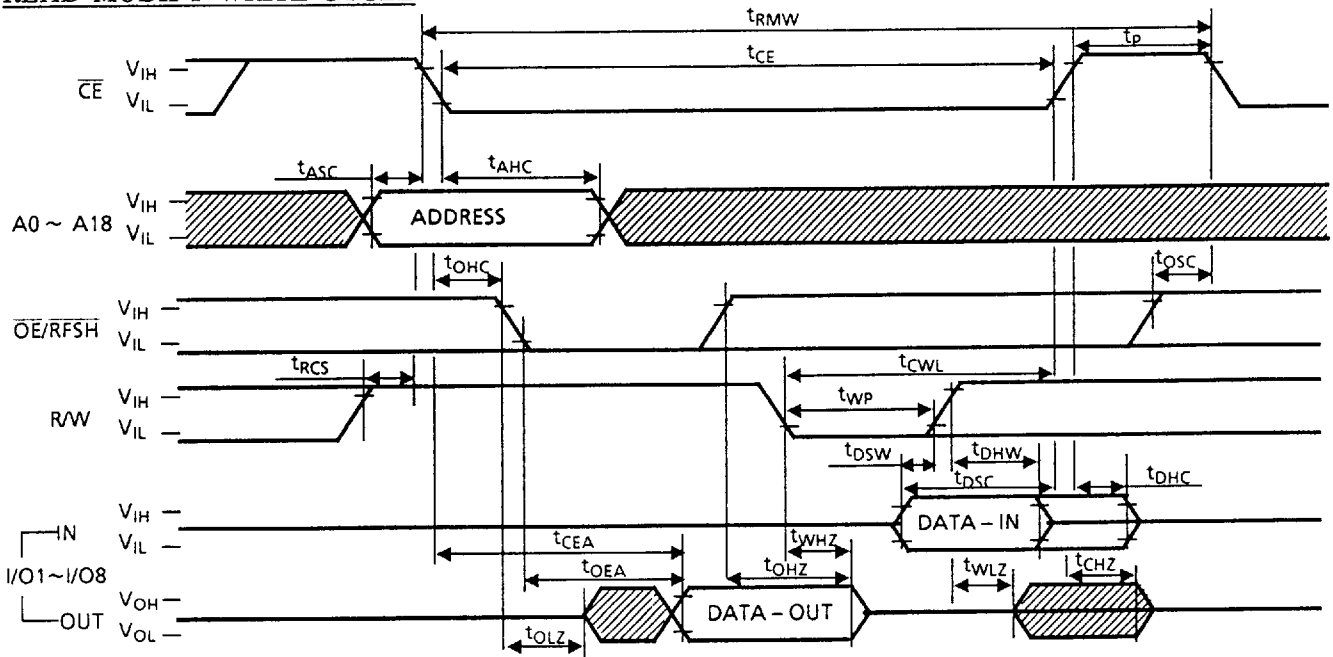 READ MODIFY WRITE CYCLE
tRMW
tP
tCE
VIH
CE
VIL
tASC
tAHC
VIH
A0 ~ A18
ADDRESS
VIL
tOHC
tOSC
VIH
OE/RFSH
VIL
tRCS
tCWL
VIH
tWP
R/W
VIL
tDSW
tDHW
tDSC
tDHC
VIH
IN
DATA-IN
VIL
tCEA
tWHZ
I/O1~I/O8
tOEA
tOHZ
tWLZ
tCHZ
VOH
OUT
DATA-OUT
VOL
tOLZ